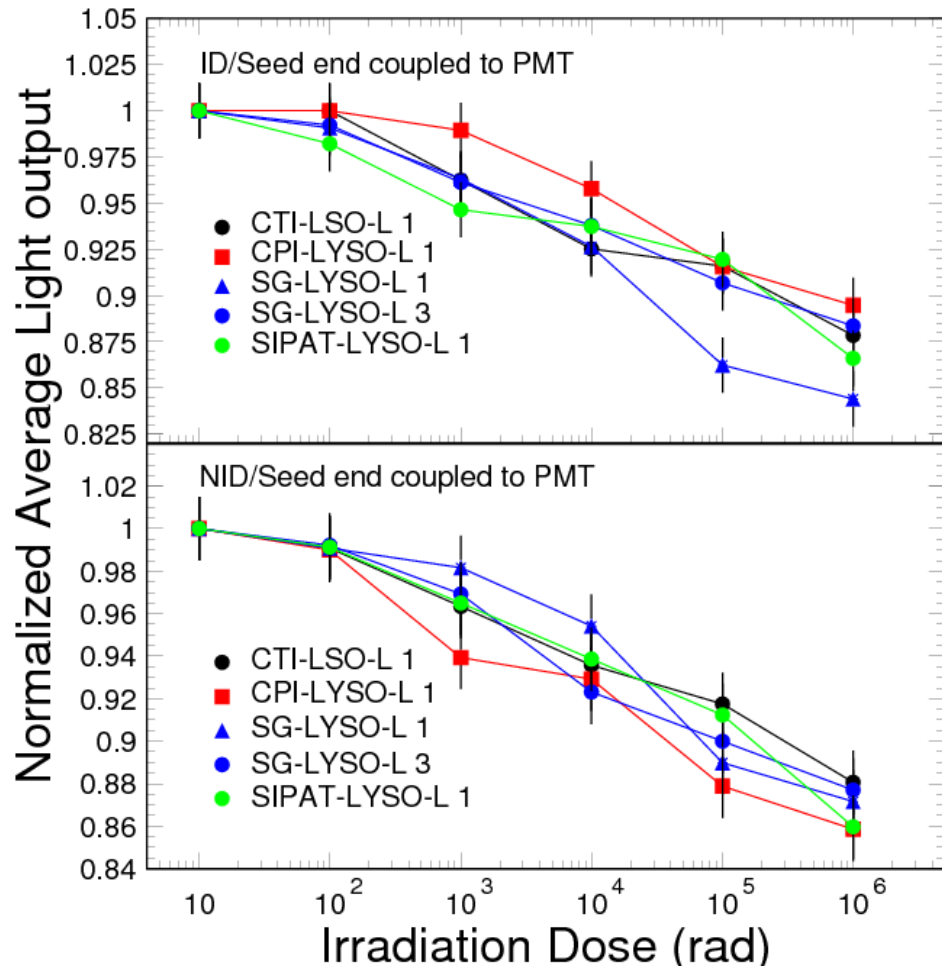 Normalized Average Light output
1.05
1.025
1
0.975
0.95
0.925
0.9
0.875
0.85
0.825
ID/Seed end coupled to PMT
CTI-LSO-L 1
CPI-LYSO-L 1
SG-LYSO-L 1
SG-LYSO-L 3
SIPAT-LYSO-L 1
1.02
1
0.98
0.96
0.94
0.92
0.9
0.88
0.86
0.84
NID/Seed end coupled to PMT
CTI-LSO-L 1
CPI-LYSO-L 1
SG-LYSO-L 1
SG-LYSO-L 3
SIPAT-LYSO-L 1
10 10² 10³ 10⁴ 10⁵ 10⁶
Irradiation Dose (rad)